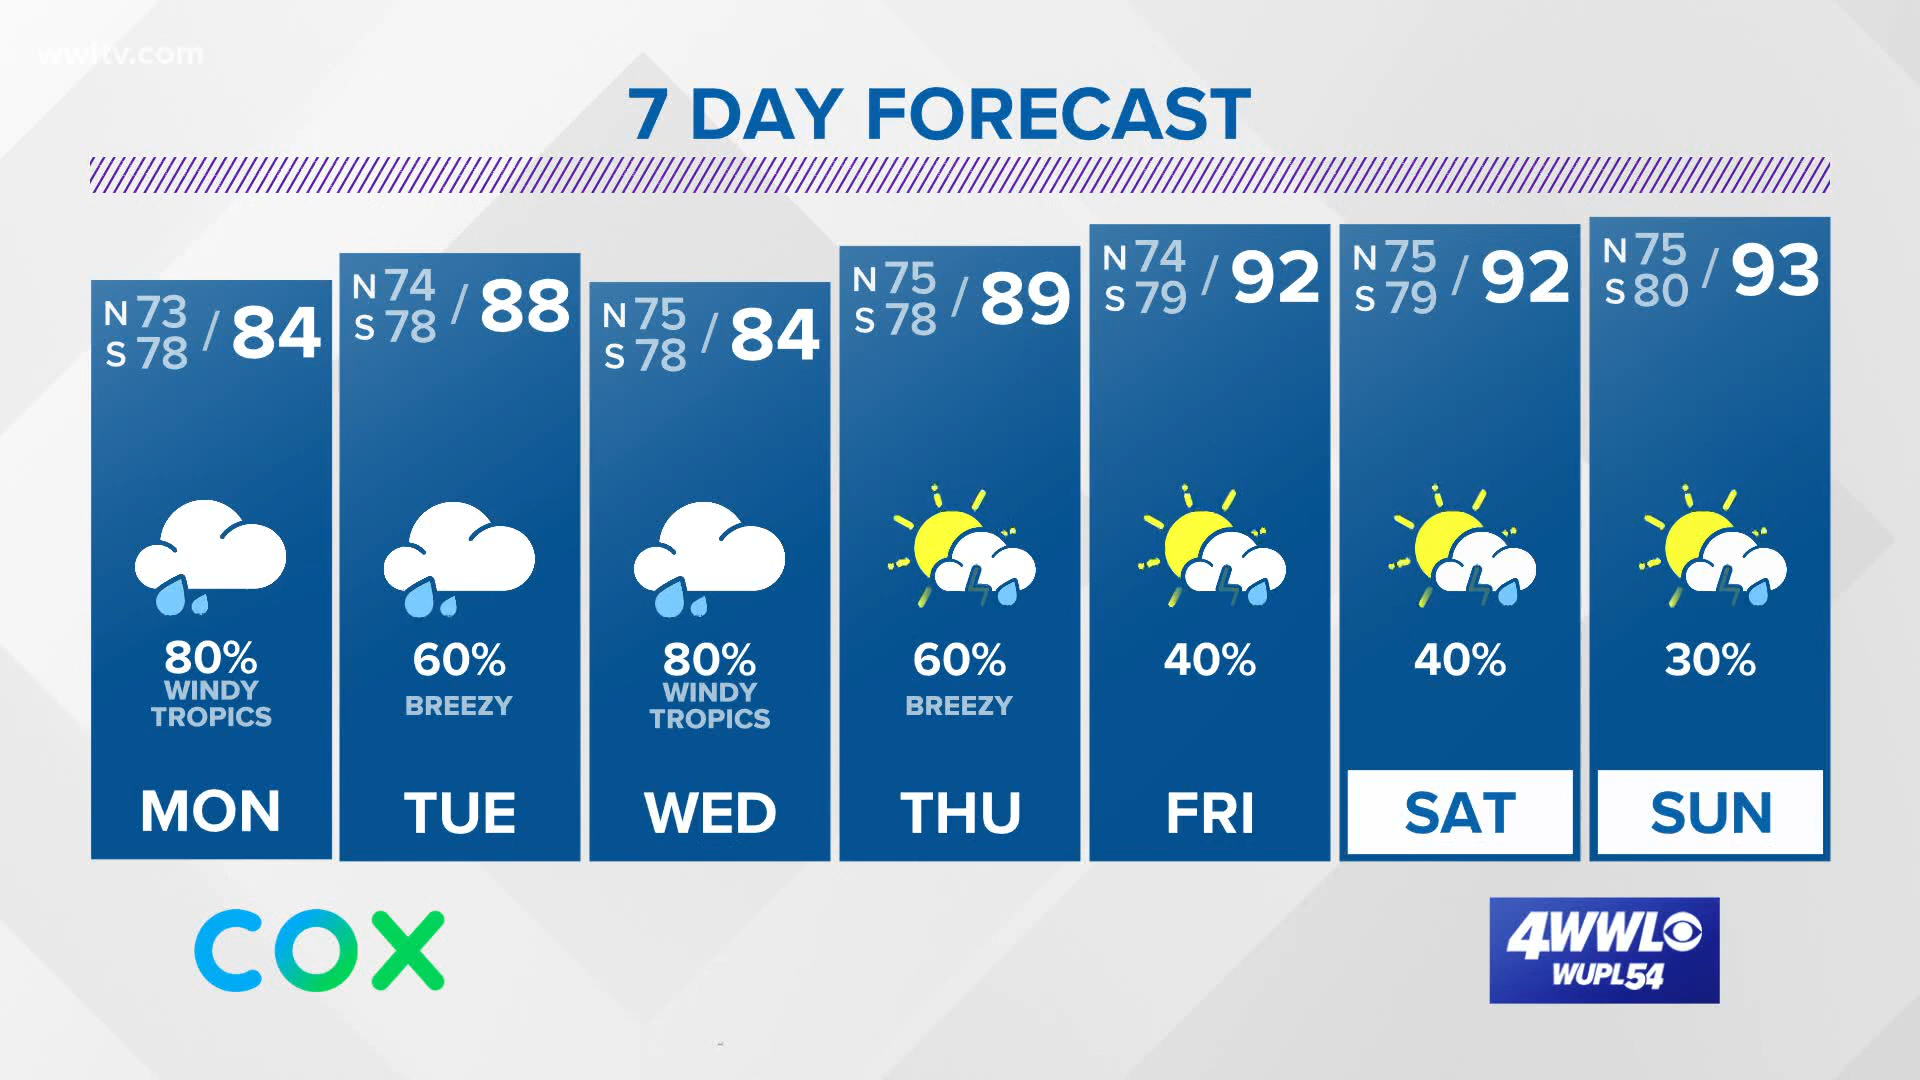 wwltv.com
7 DAY FORECAST
N 73 / 84
S 78
80%
WINDY
TROPICS
MON
N 74 / 88
S 78
60%
BREEZY
TUE
N 75 / 84
S 78
80%
WINDY
TROPICS
WED
N 75 / 89
S 78
60%
BREEZY
THU
N 74 / 92
S 79
40%
FRI
N 75 / 92
S 79
40%
SAT
N 75 / 93
S 80
30%
SUN
COX
4WWL
WUPL54